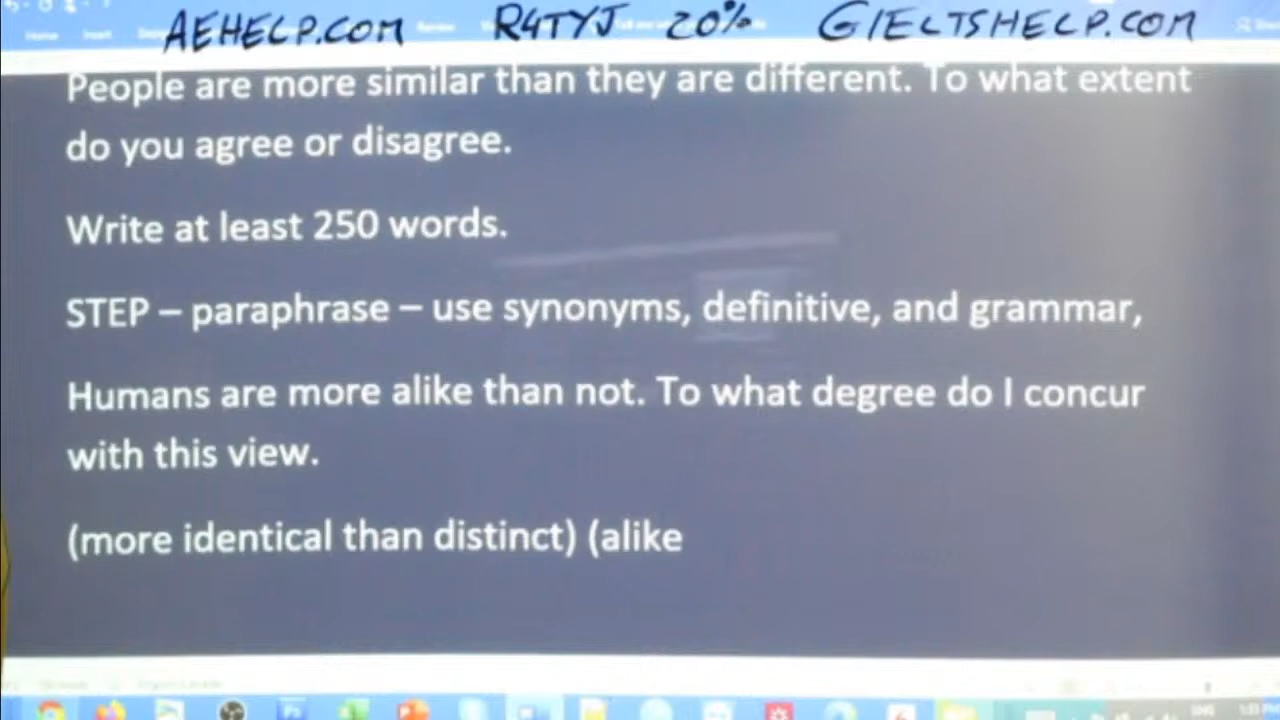 AEHELP.COM R4TYJ 20% GIELTSHELP.COM
Home Insert
People are more similar than they are different. To what extent
do you agree or disagree.
Write at least 250 words.
STEP – paraphrase – use synonyms, definitive, and grammar,
Humans are more alike than not. To what degree do I concur
with this view.
(more identical than distinct) (alike